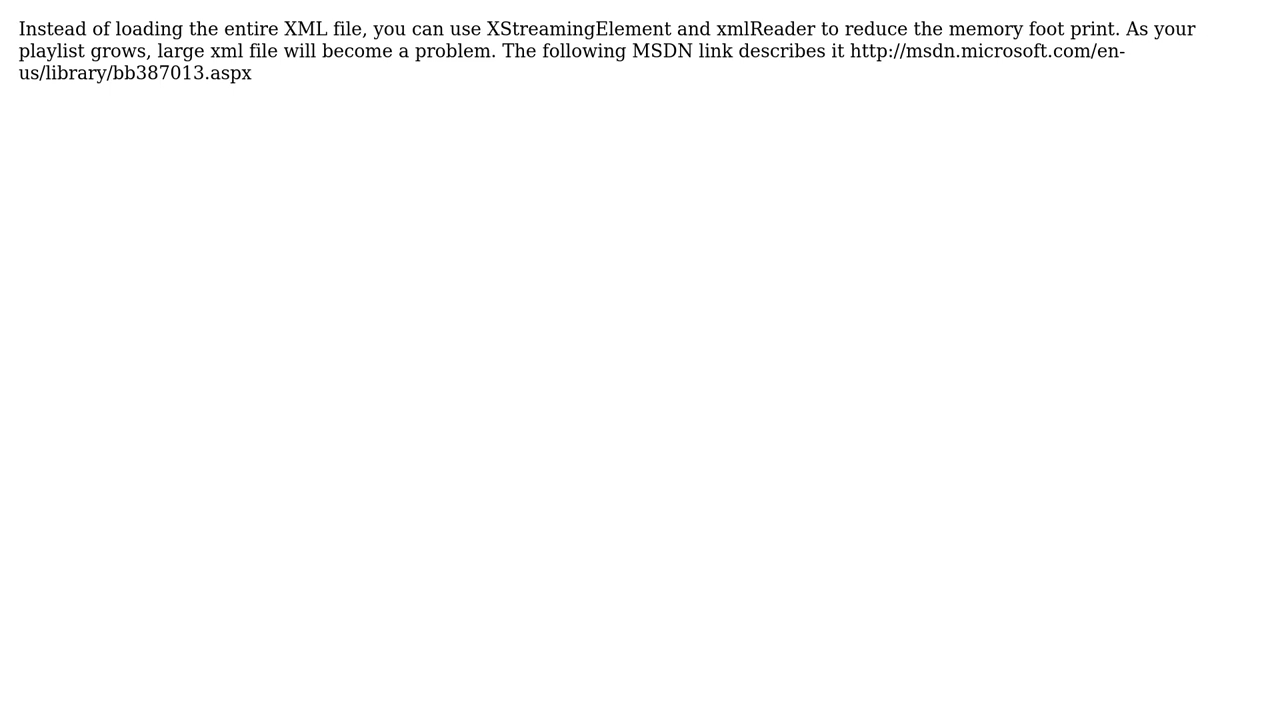 Instead of loading the entire XML file, you can use XStreamingElement and xmlReader to reduce the memory foot print. As your
playlist grows, large xml file will become a problem. The following MSDN link describes it http://msdn.microsoft.com/en-
us/library/bb387013.aspx